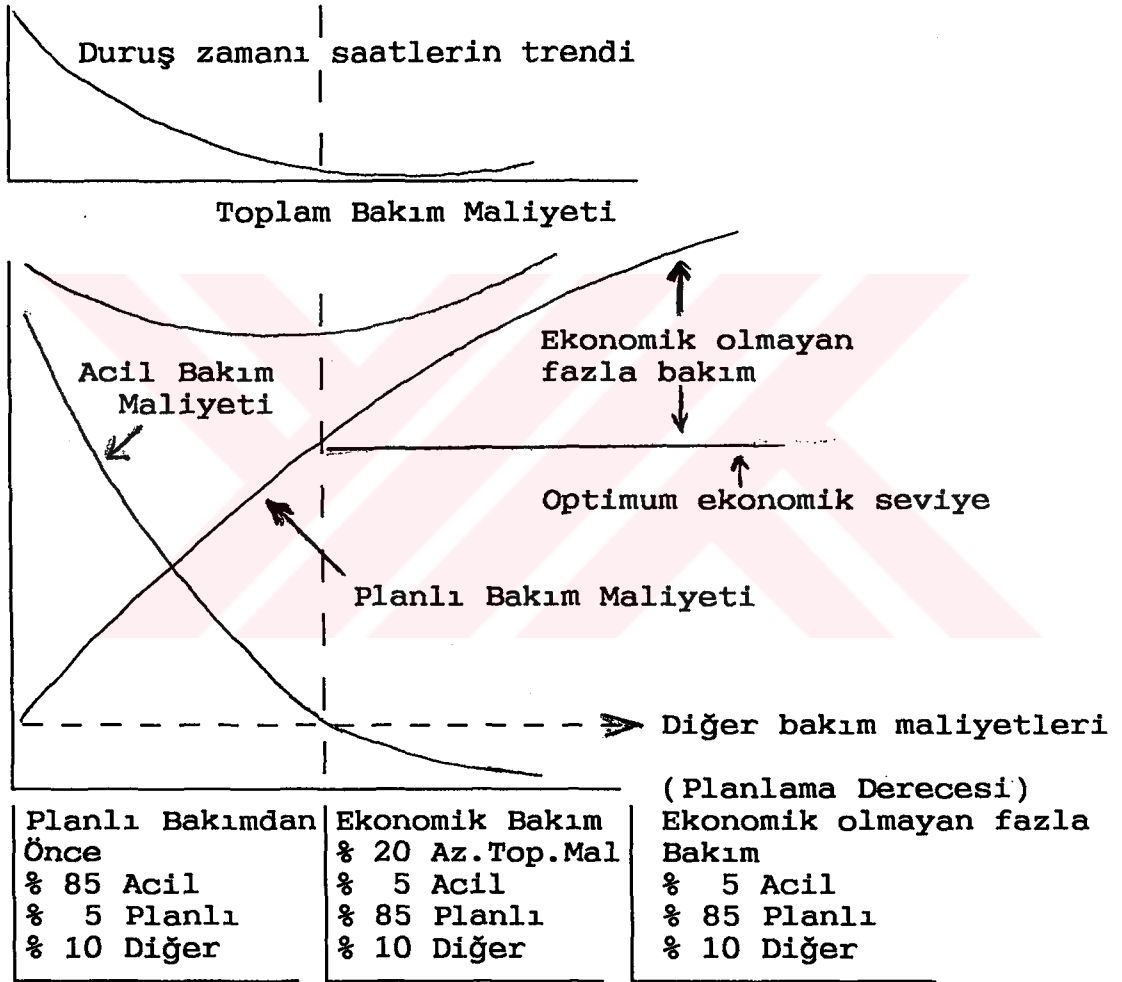 Duruş zamanı saatlerin trendi
Toplam Bakım Maliyeti
Acil Bakım
Maliyeti
Ekonomik olmayan
fazla bakım
Optimum ekonomik seviye
Planlı Bakım Maliyeti
Diğer bakım maliyetleri
(Planlama Derecesi)
Planlı Bakımdan
Önce
% 85 Acil
% 5 Planlı
% 10 Diğer
Ekonomik Bakım
% 20 Az.Top.Mal
% 5 Acil
% 85 Planlı
% 10 Diğer
Ekonomik olmayan fazla
Bakım
% 5 Acil
% 85 Planlı
% 10 Diğer